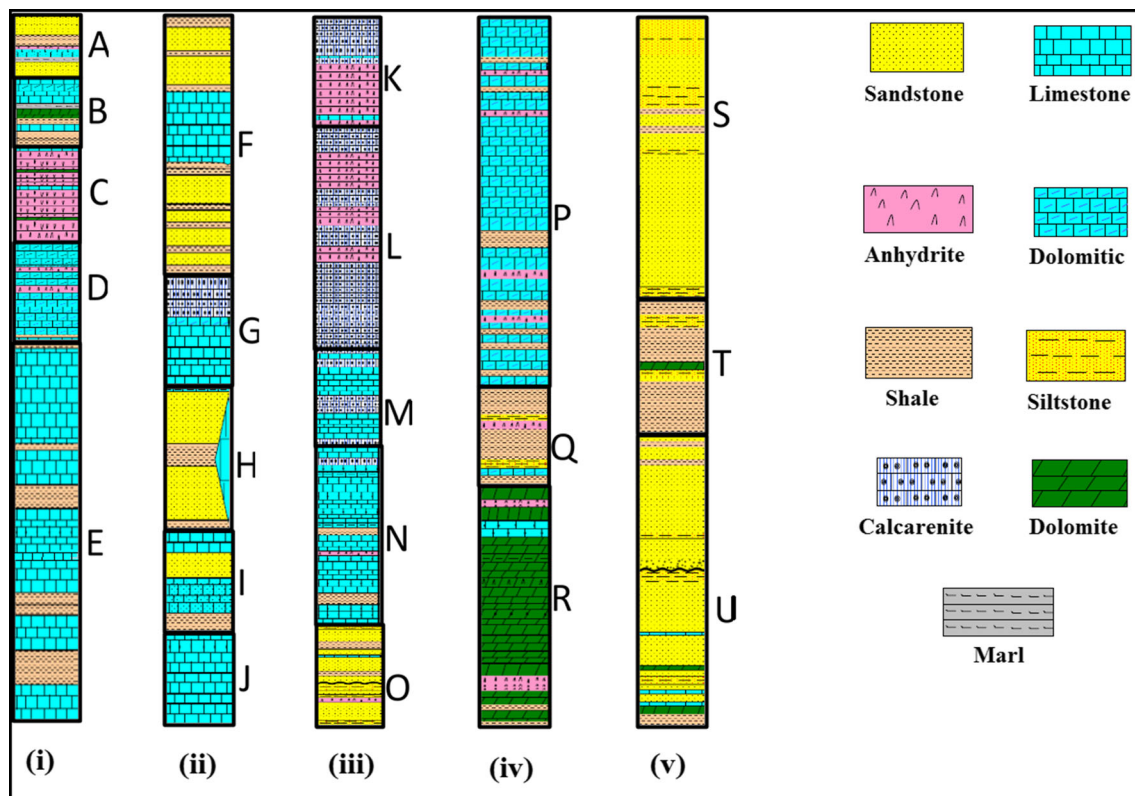 A
B
C
D
E
(i)
F
G
H
I
J
(ii)
K
L
M
N
O
(iii)
P
Q
R
(iv)
S
T
U
(v)
Sandstone
Limestone
Anhydrite
Dolomitic
Shale
Siltstone
Calcarenite
Dolomite
Marl